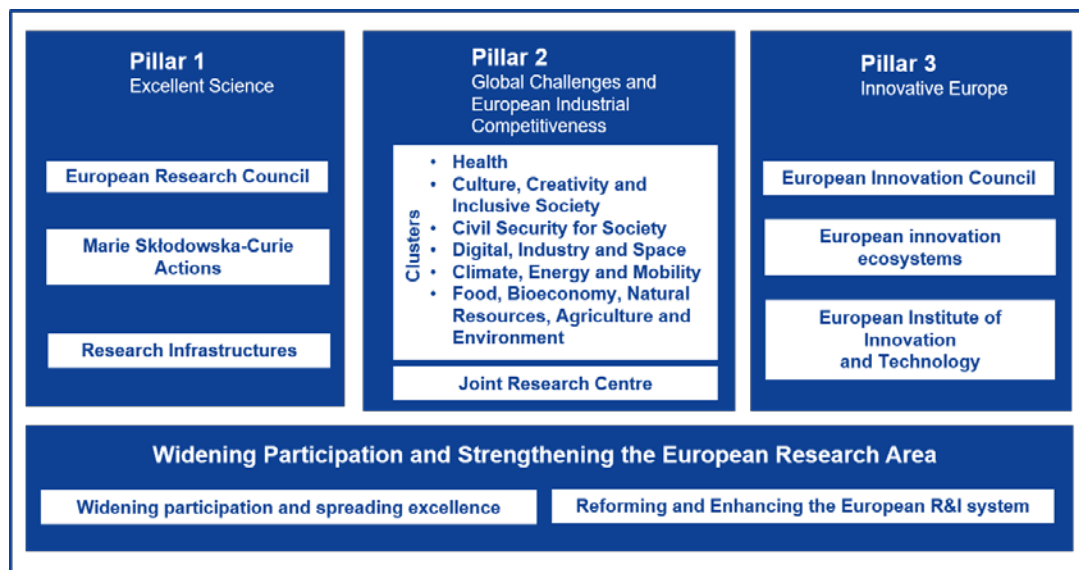 Pillar 1
Excellent Science
European Research Council
Marie Skłodowska-Curie
Actions
Research Infrastructures
Pillar 2
Global Challenges and
European Industrial
Competitiveness
Clusters
• Health
• Culture, Creativity and
Inclusive Society
• Civil Security for Society
• Digital, Industry and Space
• Climate, Energy and Mobility
• Food, Bioeconomy, Natural
Resources, Agriculture and
Environment
Joint Research Centre
Pillar 3
Innovative Europe
European Innovation Council
European innovation
ecosystems
European Institute of
Innovation
and Technology
Widening Participation and Strengthening the European Research Area
Widening participation and spreading excellence
Reforming and Enhancing the European R&I system